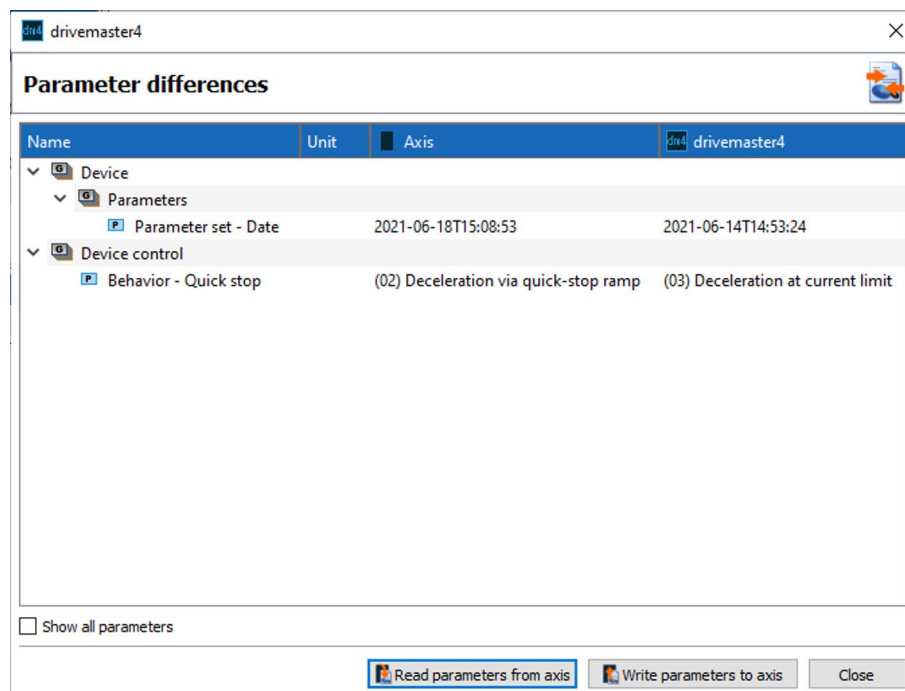 drivemaster4
Parameter differences
Name Unit Axis drivemaster4
Device
Parameters
Parameter set - Date 2021-06-18T15:08:53 2021-06-14T14:53:24
Device control
Behavior - Quick stop (02) Deceleration via quick-stop ramp (03) Deceleration at current limit
Show all parameters
Read parameters from axis Write parameters to axis Close